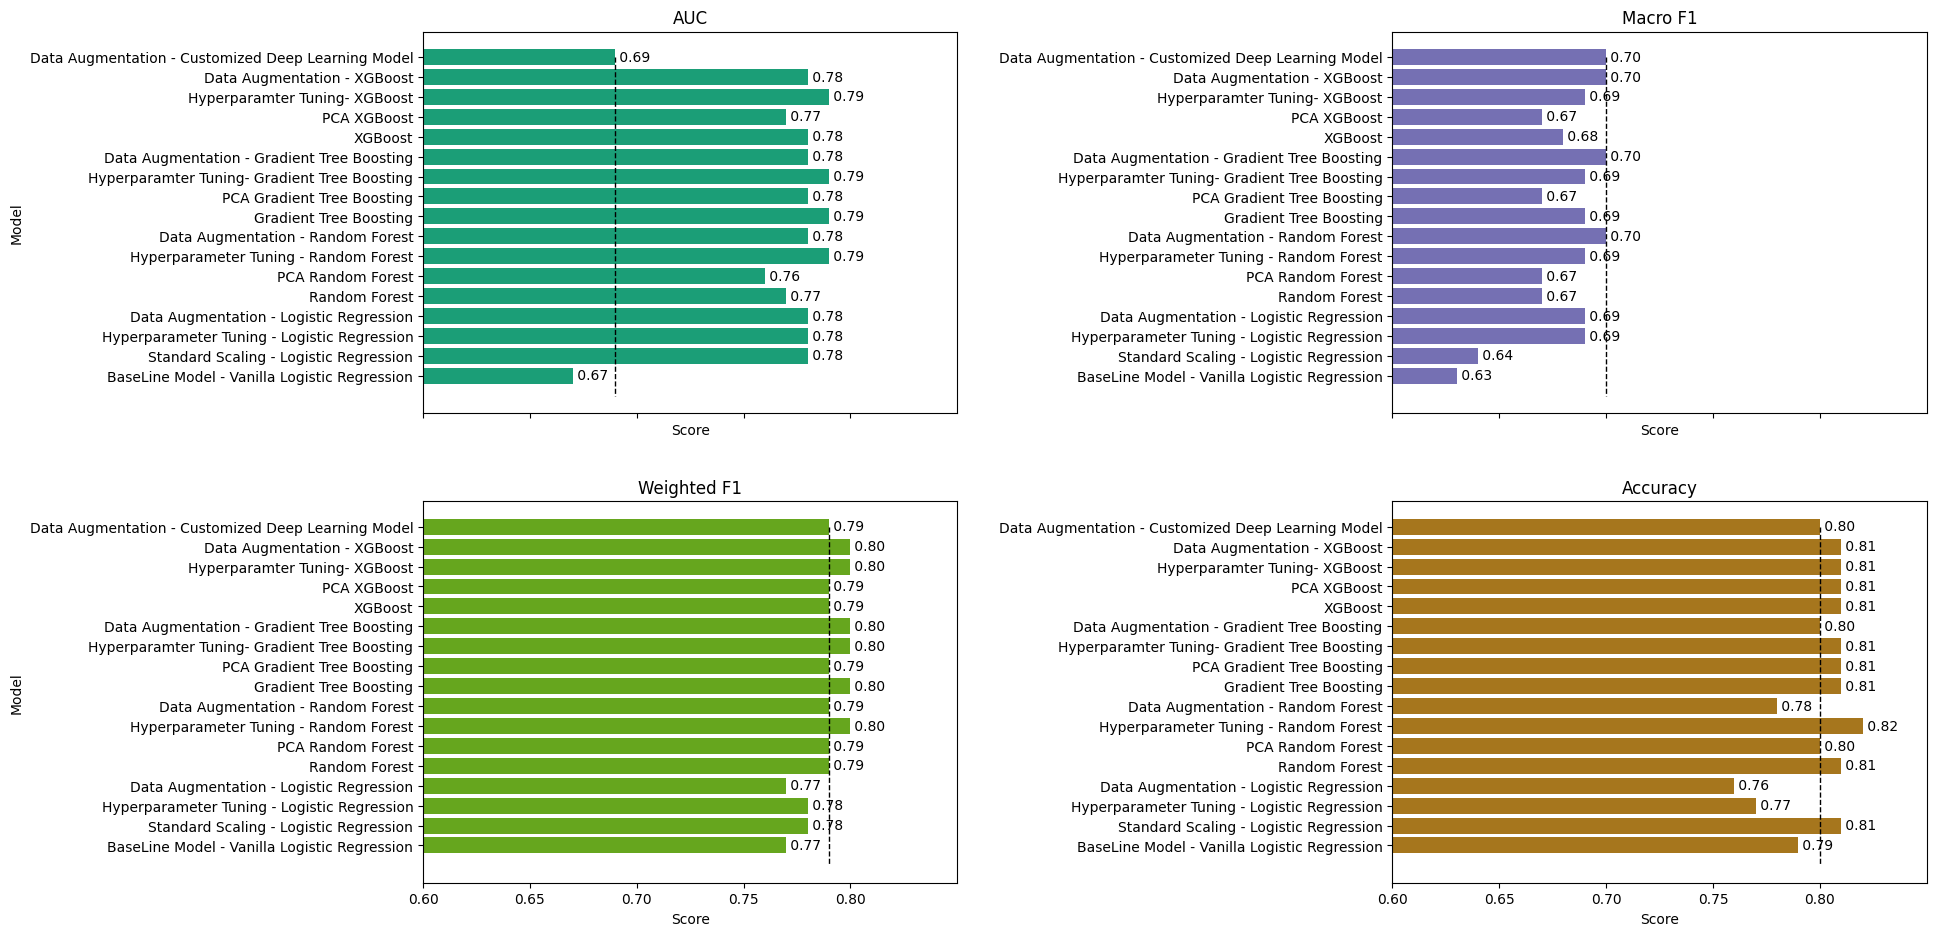 AUC
Model
Data Augmentation - Customized Deep Learning Model 0.69
Data Augmentation - XGBoost 0.78
Hyperparamter Tuning- XGBoost 0.79
PCA XGBoost 0.77
XGBoost 0.78
Data Augmentation - Gradient Tree Boosting 0.78
Hyperparamter Tuning- Gradient Tree Boosting 0.79
PCA Gradient Tree Boosting 0.78
Gradient Tree Boosting 0.79
Data Augmentation - Random Forest 0.78
Hyperparameter Tuning - Random Forest 0.79
PCA Random Forest 0.76
Random Forest 0.77
Data Augmentation - Logistic Regression 0.78
Hyperparameter Tuning - Logistic Regression 0.78
Standard Scaling - Logistic Regression 0.78
BaseLine Model - Vanilla Logistic Regression 0.67
Score
Macro F1
Data Augmentation - Customized Deep Learning Model 0.70
Data Augmentation - XGBoost 0.70
Hyperparamter Tuning- XGBoost 0.69
PCA XGBoost 0.67
XGBoost 0.68
Data Augmentation - Gradient Tree Boosting 0.70
Hyperparamter Tuning- Gradient Tree Boosting 0.69
PCA Gradient Tree Boosting 0.67
Gradient Tree Boosting 0.69
Data Augmentation - Random Forest 0.70
Hyperparameter Tuning - Random Forest 0.69
PCA Random Forest 0.67
Random Forest 0.67
Data Augmentation - Logistic Regression 0.69
Hyperparameter Tuning - Logistic Regression 0.69
Standard Scaling - Logistic Regression 0.64
BaseLine Model - Vanilla Logistic Regression 0.63
Score
Weighted F1
Model
Data Augmentation - Customized Deep Learning Model 0.79
Data Augmentation - XGBoost 0.80
Hyperparamter Tuning- XGBoost 0.80
PCA XGBoost 0.79
XGBoost 0.79
Data Augmentation - Gradient Tree Boosting 0.80
Hyperparamter Tuning- Gradient Tree Boosting 0.80
PCA Gradient Tree Boosting 0.79
Gradient Tree Boosting 0.80
Data Augmentation - Random Forest 0.79
Hyperparameter Tuning - Random Forest 0.80
PCA Random Forest 0.79
Random Forest 0.79
Data Augmentation - Logistic Regression 0.77
Hyperparameter Tuning - Logistic Regression 0.78
Standard Scaling - Logistic Regression 0.78
BaseLine Model - Vanilla Logistic Regression 0.77
0.60 0.65 0.70 0.75 0.80
Score
Accuracy
Data Augmentation - Customized Deep Learning Model 0.80
Data Augmentation - XGBoost 0.81
Hyperparamter Tuning- XGBoost 0.81
PCA XGBoost 0.81
XGBoost 0.81
Data Augmentation - Gradient Tree Boosting 0.80
Hyperparamter Tuning- Gradient Tree Boosting 0.81
PCA Gradient Tree Boosting 0.81
Gradient Tree Boosting 0.81
Data Augmentation - Random Forest 0.78
Hyperparameter Tuning - Random Forest 0.82
PCA Random Forest 0.80
Random Forest 0.81
Data Augmentation - Logistic Regression 0.76
Hyperparameter Tuning - Logistic Regression 0.77
Standard Scaling - Logistic Regression 0.81
BaseLine Model - Vanilla Logistic Regression 0.79
0.60 0.65 0.70 0.75 0.80
Score